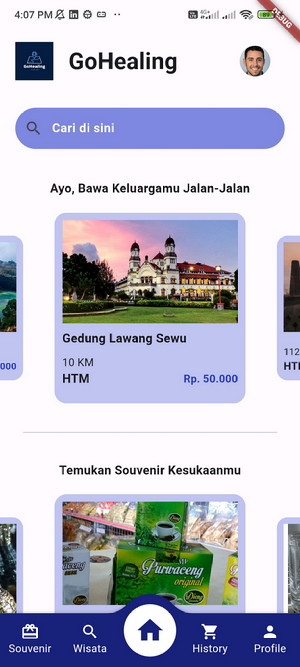 4:07 PM
DEBUG
GoHealing
GoHealing
Cari di sini
Ayo, Bawa Keluargamu Jalan-Jalan
Gedung Lawang Sewu
10 KM
HTM
Rp. 50.000
000
112
HT
Temukan Souvenir Kesukaanmu
Purwaceng
original
Souvenir
Wisata
History
Profile